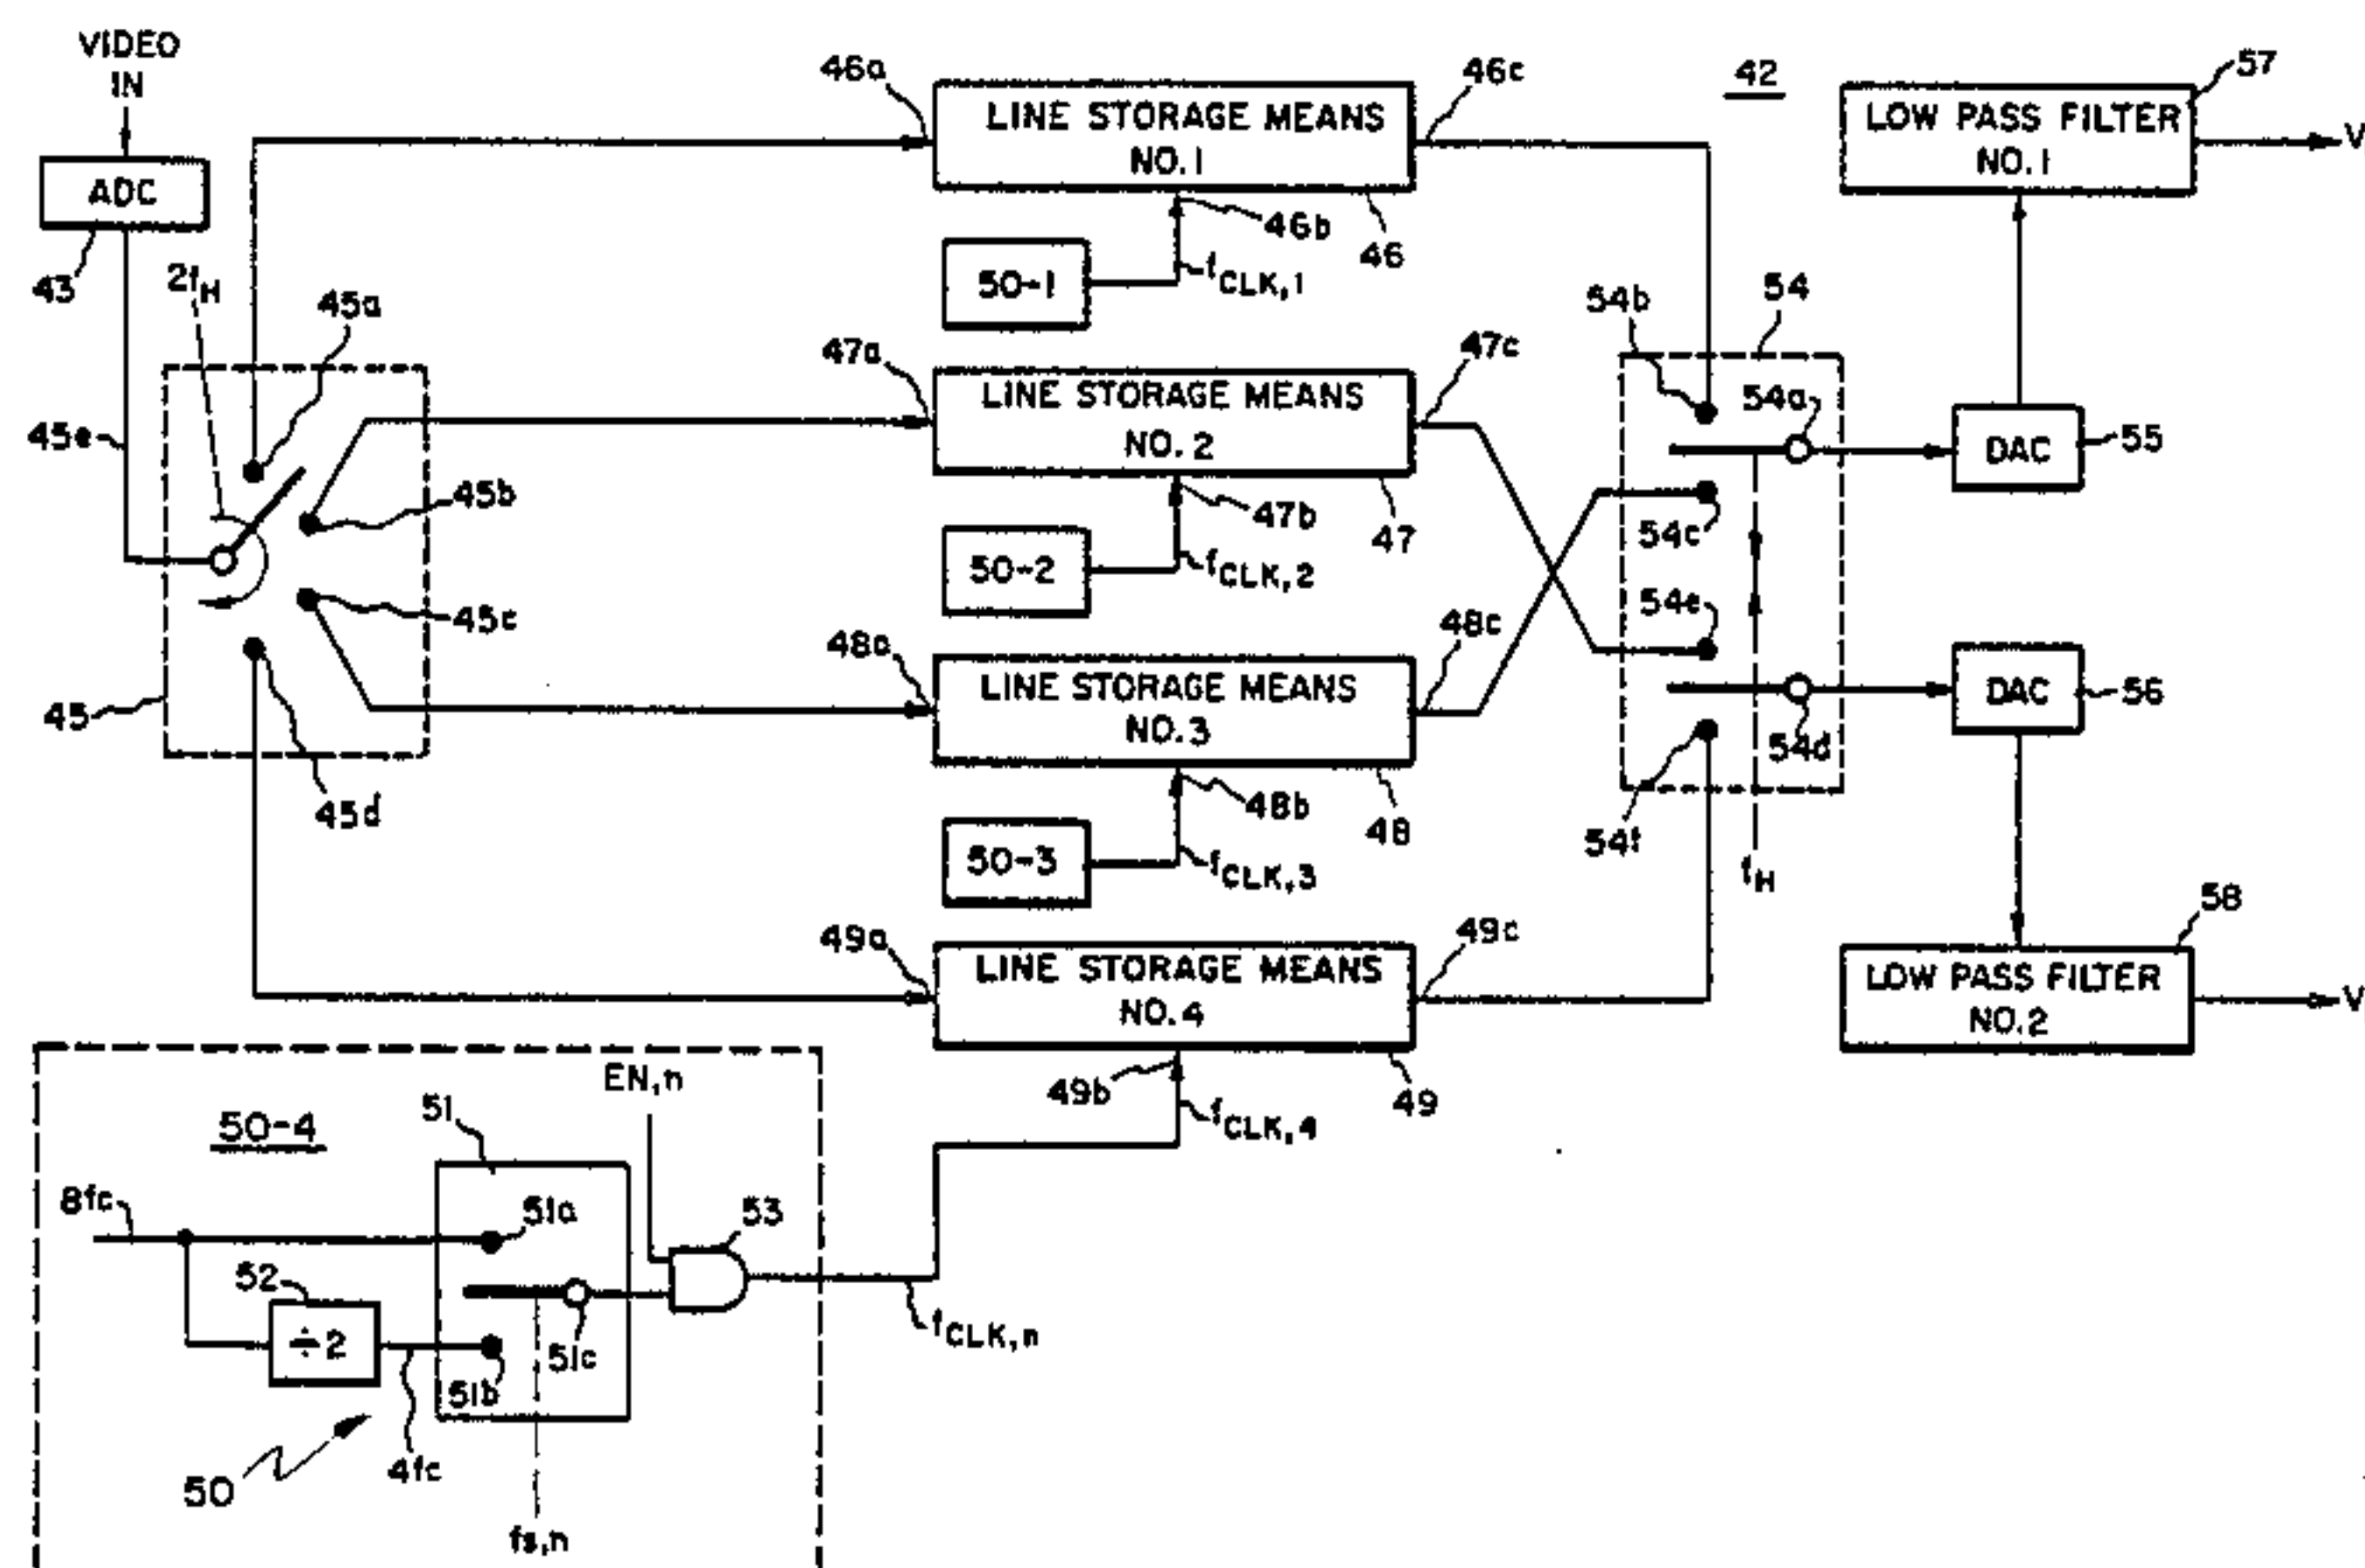 VIDEO
IN
46a
LINE STORAGE MEANS
NO.1
46c
42
57
LOW PASS FILTER
NO.1
V
ADC
43
2fH
45a
50-1
46b
fCLK,1
46
54b
54
47a
LINE STORAGE MEANS
NO.2
47c
54a
45e
45b
DAC
55
50-2
47b
fCLK,2
47
54c
45c
54e
48a
LINE STORAGE MEANS
NO.3
48c
DAC
56
45
45d
54d
50-3
48b
fCLK,3
48
54f
fH
49a
LINE STORAGE MEANS
NO.4
49c
58
LOW PASS FILTER
NO.2
V
50-4
EN,n
51
49b
fCLK,4
49
8fc
51a
53
52
÷2
51c
51b
fCLK,n
50
4fc
fs,n